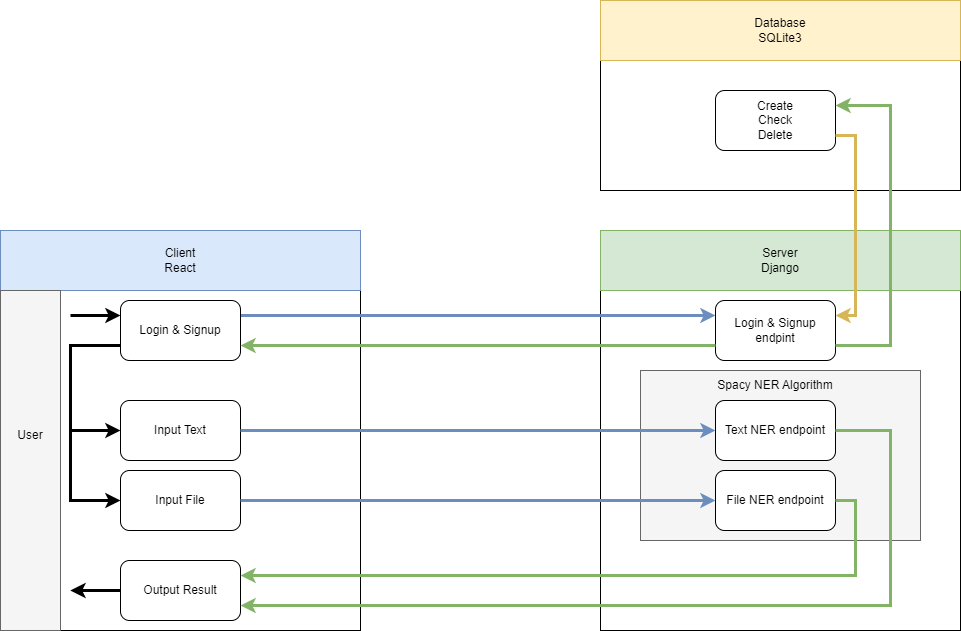 Database
SQLite3
Create
Check
Delete
Client
React
Server
Django
User
Login & Signup
Login & Signup
endpint
Spacy NER Algorithm
Input Text
Text NER endpoint
Input File
File NER endpoint
Output Result